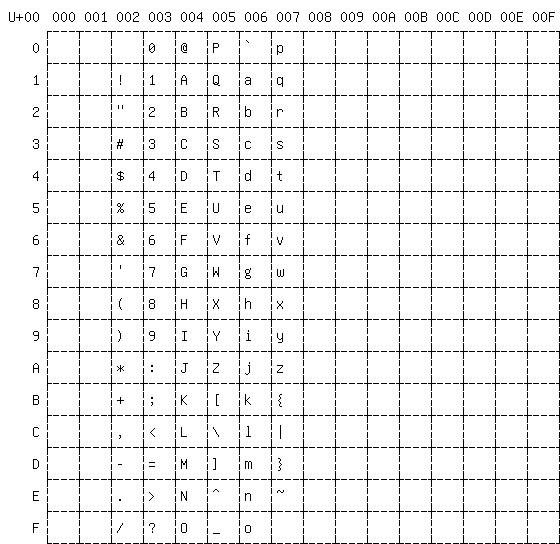 U+00 000 001 002 003 004 005 006 007 008 009 00A 00B 00C 00D 00E 00F
0 0 @ P ` p
1 ! 1 A Q a q
2 " 2 B R b r
3 # 3 C S c s
4 $ 4 D T d t
5 % 5 E U e u
6 & 6 F V f v
7 ' 7 G W g w
8 ( 8 H X h x
9 ) 9 I Y i y
A * : J Z j z
B + ; K [ k {
C , < L \ l |
D - = M ] m }
E . > N ^ n ~
F / ? O _ o